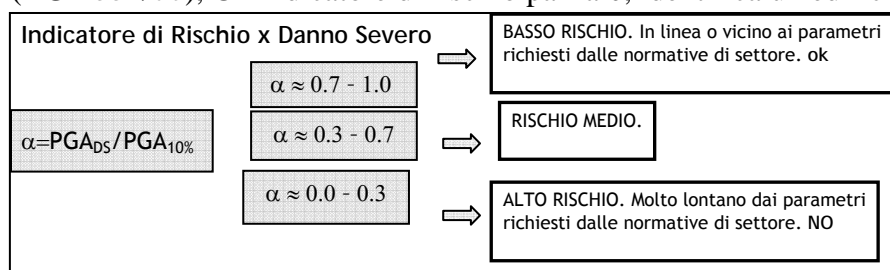 Indicatore di Rischio x Danno Severo
BASSO RISCHIO. In linea o vicino ai parametri
richiesti dalle normative di settore. ok
α ≈ 0.7 - 1.0
α=PGADS/PGA10%
α ≈ 0.3 - 0.7
RISCHIO MEDIO.
α ≈ 0.0 - 0.3
ALTO RISCHIO. Molto lontano dai parametri
richiesti dalle normative di settore. NO